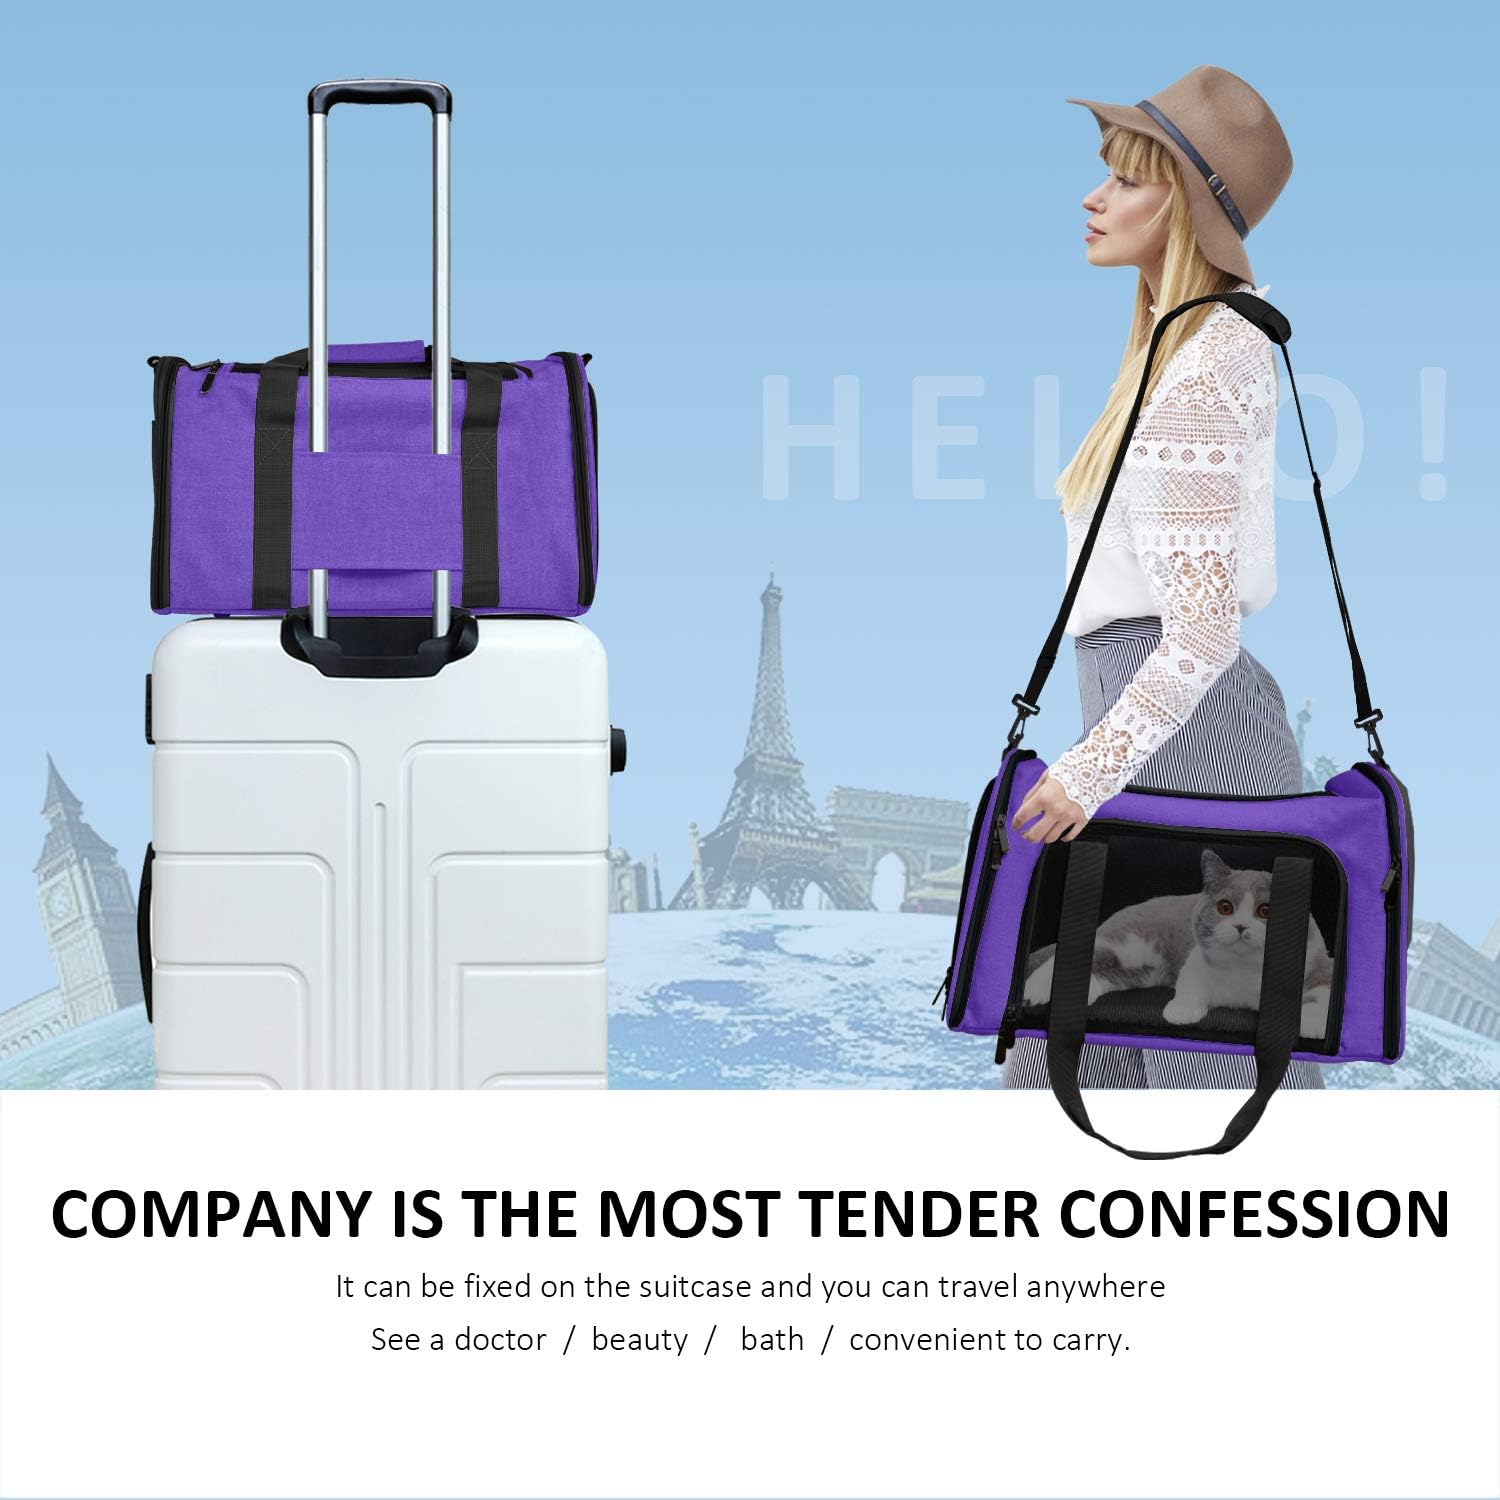 HELLO!
COMPANY IS THE MOST TENDER CONFESSION
It can be fixed on the suitcase and you can travel anywhere
See a doctor / beauty / bath / convenient to carry.